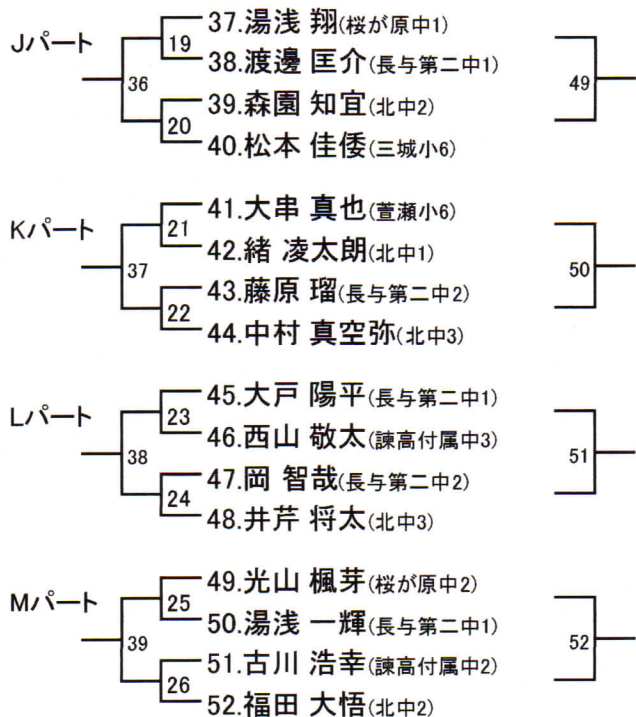 37.湯浅 翔(桜が原中1)
Jパート
19
38.渡邊 匡介(長与第二中1)
36
49
39.森園 知宜(北中2)
20
40.松本 佳倭(三城小6)
41.大串 真也(萱瀬小6)
Kパート
21
42.緒 凌太朗(北中1)
37
50
43.藤原 瑠(長与第二中2)
22
44.中村 真空弥(北中3)
45.大戸 陽平(長与第二中1)
Lパート
23
46.西山 敬太(諫高付属中3)
38
51
47.岡 智哉(長与第二中2)
24
48.井芹 将太(北中3)
49.光山 楓芽(桜が原中2)
Mパート
25
50.湯浅 一輝(長与第二中1)
39
52
51.古川 浩幸(諫高付属中2)
26
52.福田 大悟(北中2)